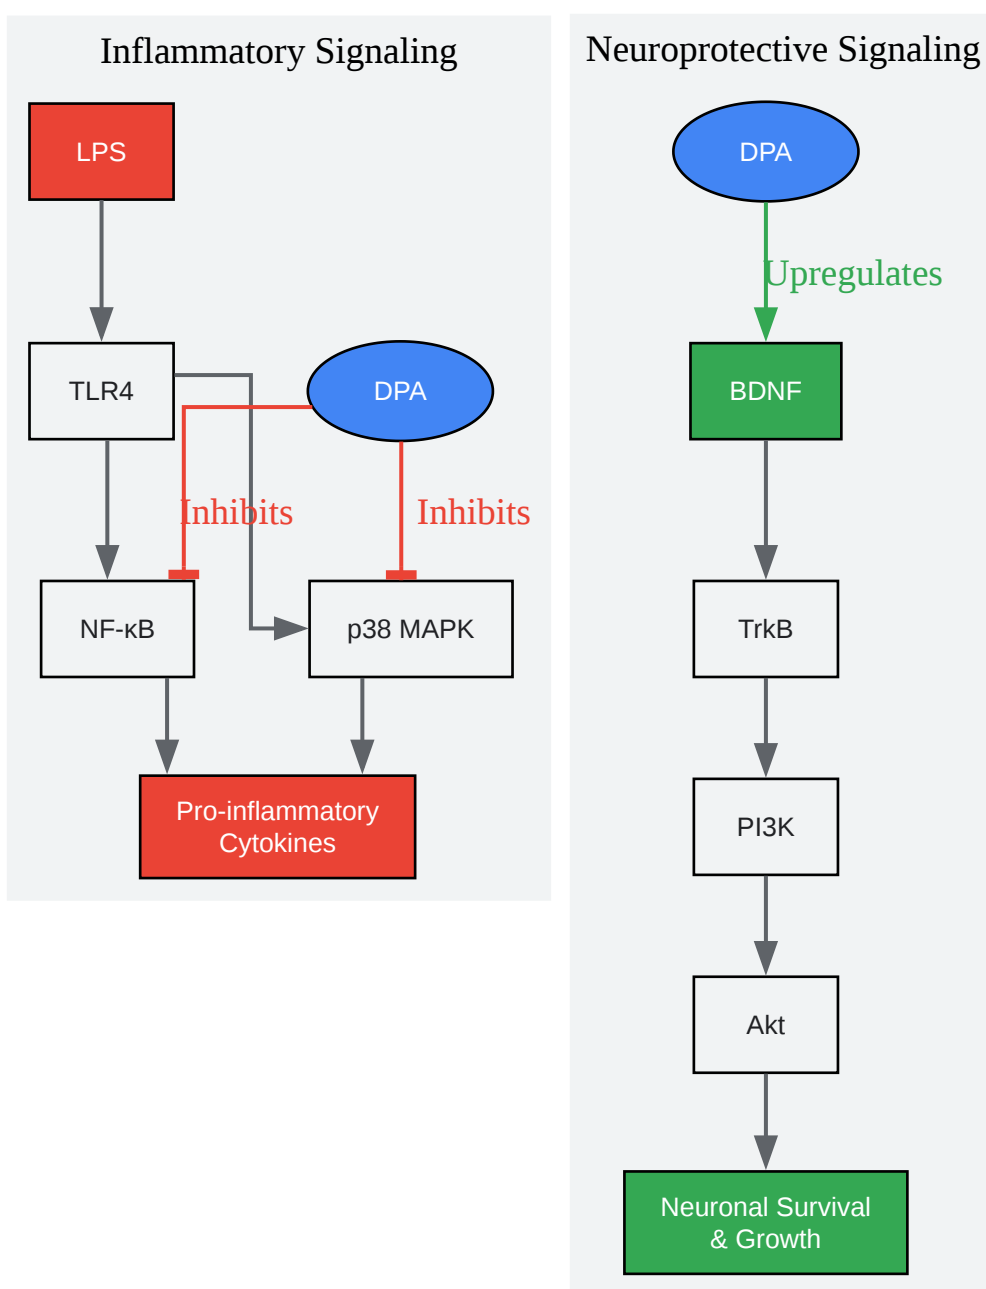 Inflammatory Signaling
LPS
TLR4
DPA
Inhibits
Inhibits
NF-κB
p38 MAPK
Pro-inflammatory
Cytokines
Neuroprotective Signaling
DPA
Upregulates
BDNF
TrkB
PI3K
Akt
Neuronal Survival
& Growth